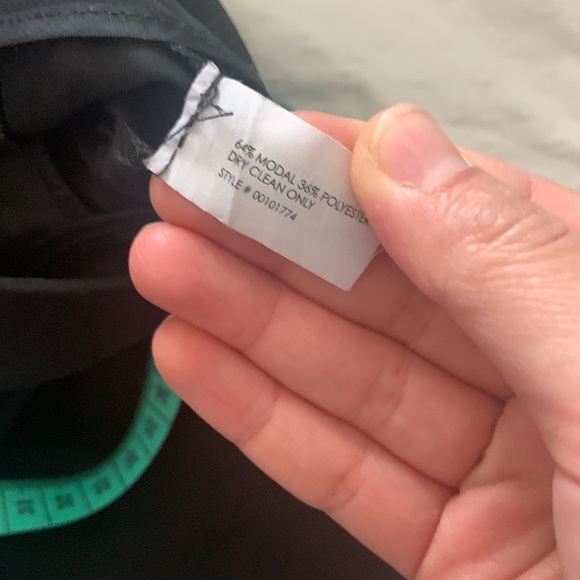 64% MODAL 36% POLYESTER
DRY CLEAN ONLY
STYLE # 00101774